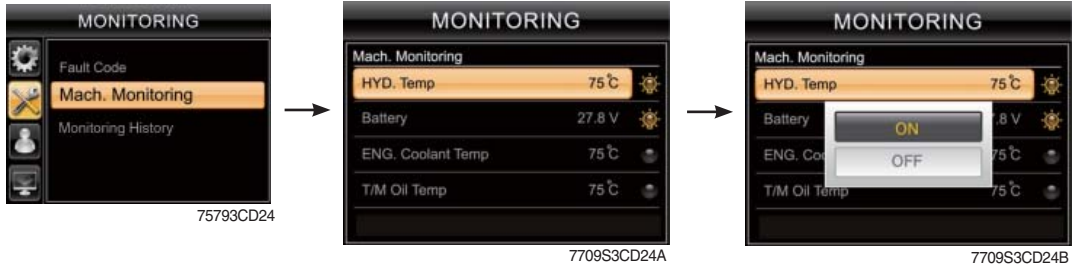 MONITORING
Fault Code
Mach. Monitoring
Monitoring History
75793CD24
MONITORING
Mach. Monitoring
HYD. Temp 75℃
Battery 27.8 V
ENG. Coolant Temp 75℃
T/M Oil Temp 75℃
7709S3CD24A
MONITORING
Mach. Monitoring
HYD. Temp 75℃
Battery .8 V
ENG. Coo 75℃
T/M Oil Temp 75℃
ON
OFF
7709S3CD24B